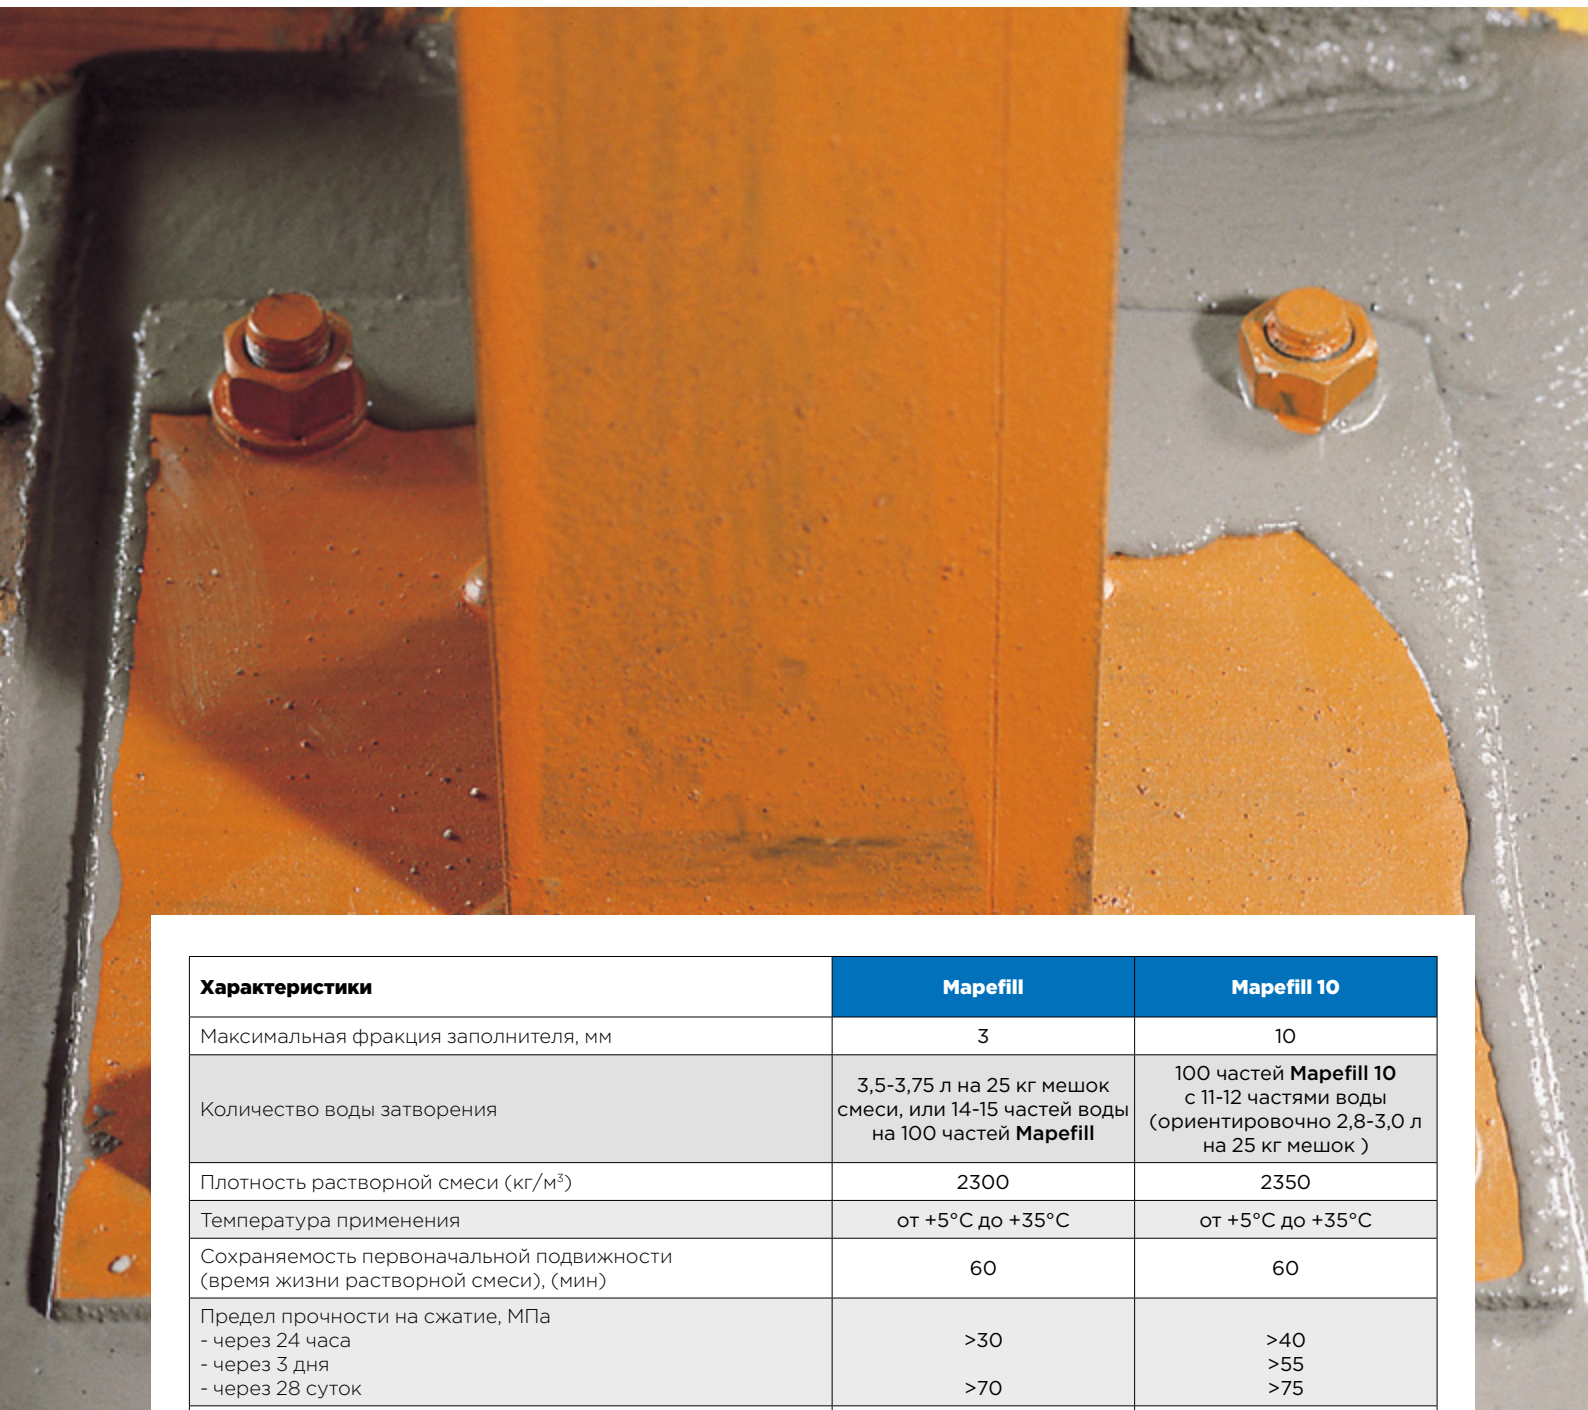 Характеристики
Mapefill
Mapefill 10
Максимальная фракция заполнителя, мм
3
10
Количество воды затворения
3,5-3,75 л на 25 кг мешок
смеси, или 14-15 частей воды
на 100 частей Mapefill
100 частей Mapefill 10
с 11-12 частями воды
(ориентировочно 2,8-3,0 л
на 25 кг мешок )
Плотность растворной смеси (кг/м³)
2300
2350
Температура применения
от +5°С до +35°С
от +5°С до +35°С
Сохраняемость первоначальной подвижности
(время жизни растворной смеси), (мин)
60
60
Предел прочности на сжатие, МПа
- через 24 часа
>30
>40
- через 3 дня
>55
- через 28 суток
>70
>75